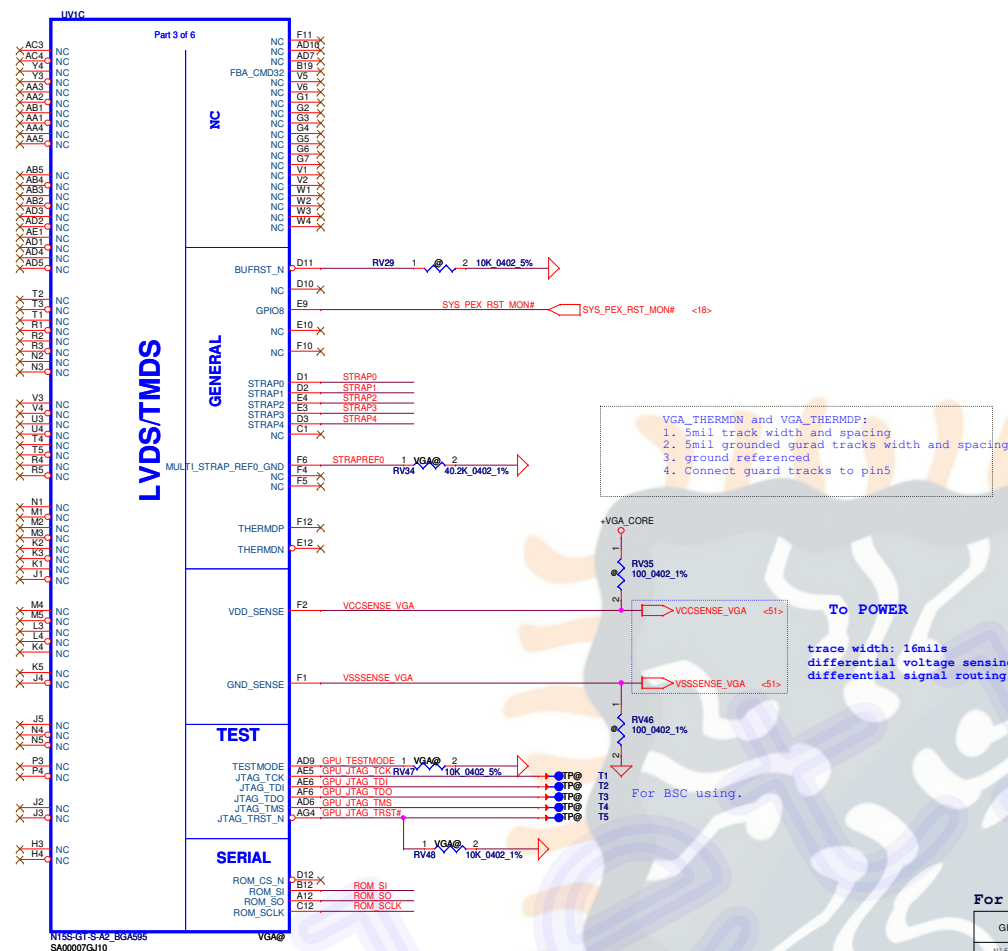 UV1C
Part 3 of 6
AC3 NC
AC4 NC
Y4 NC
Y3 NC
AA3 NC
AA2 NC
AB1 NC
AA1 NC
AA4 NC
AA5 NC
AB5 NC
AB4 NC
AB3 NC
AB2 NC
AD3 NC
AD2 NC
AE1 NC
AD1 NC
AD4 NC
AD5 NC
T2 NC
T3 NC
T1 NC
R1 NC
R2 NC
R3 NC
N2 NC
N3 NC
V3 NC
V4 NC
U3 NC
U4 NC
T4 NC
T5 NC
R4 NC
R5 NC
N1 NC
M1 NC
M2 NC
M3 NC
K2 NC
K3 NC
K1 NC
J1 NC
M4 NC
M5 NC
L3 NC
L4 NC
K4 NC
K5 NC
J4 NC
J5 NC
N4 NC
N5 NC
P3 NC
P4 NC
J2 NC
J3 NC
H3 NC
H4 NC
LVDS/TMDS
NC
NC F11
NC AD10
NC AD7
FBA_CMD32 B19
NC V5
NC V6
NC G1
NC G2
NC G3
NC G4
NC G5
NC G6
NC G7
NC V1
NC V2
NC W1
NC W2
NC W3
NC W4
GENERAL
BUFRST_N D11 RV29 1 @ 2 10K_0402_5%
NC D10
GPIO8 E9 SYS_PEX_RST_MON# SYS_PEX_RST_MON# <18>
NC E10
NC F10
STRAP0 D1 STRAP0
STRAP1 D2 STRAP1
STRAP2 E4 STRAP2
STRAP3 E3 STRAP3
STRAP4 D3 STRAP4
NC C1
MULTI_STRAP_REF0_GND F6 STRAPREF0 1 VGA@ 2
RV34 40.2K_0402_1%
NC F4
NC F5
THERMDP F12
THERMDN E12
VGA_THERMDN and VGA_THERMDP:
1. 5mil track width and spacing
2. 5mil grounded gurad tracks width and spacing
3. ground referenced
4. Connect guard tracks to pin5
+VGA_CORE
1
RV35
@ 100_0402_1%
2
VDD_SENSE F2 VCCSENSE_VGA VCCSENSE_VGA <51>
To POWER
trace width: 16mils
differential voltage sensing
differential signal routing
GND_SENSE F1 VSSSENSE_VGA VSSSENSE_VGA <51>
1
RV46
@ 100_0402_1%
2
TEST
TESTMODE AD9 GPU_TESTMODE 1 VGA@ 2
RV47 10K_0402_5%
JTAG_TCK AE5 GPU_JTAG_TCK TP@ T1
JTAG_TDI AE6 GPU_JTAG_TDI TP@ T2
JTAG_TDO AF6 GPU_JTAG_TDO TP@ T3
JTAG_TMS AD6 GPU_JTAG_TMS TP@ T4
JTAG_TRST_N AG4 GPU_JTAG_TRST# TP@ T5
For BSC using.
1 VGA@ 2
RV48 10K_0402_1%
SERIAL
ROM_CS_N D12
ROM_SI B12 ROM_SI
ROM_SO A12 ROM_SO
ROM_SCLK C12 ROM_SCLK
N15S-GT-S-A2_BGA595 VGA@
SA00007GJ10
For